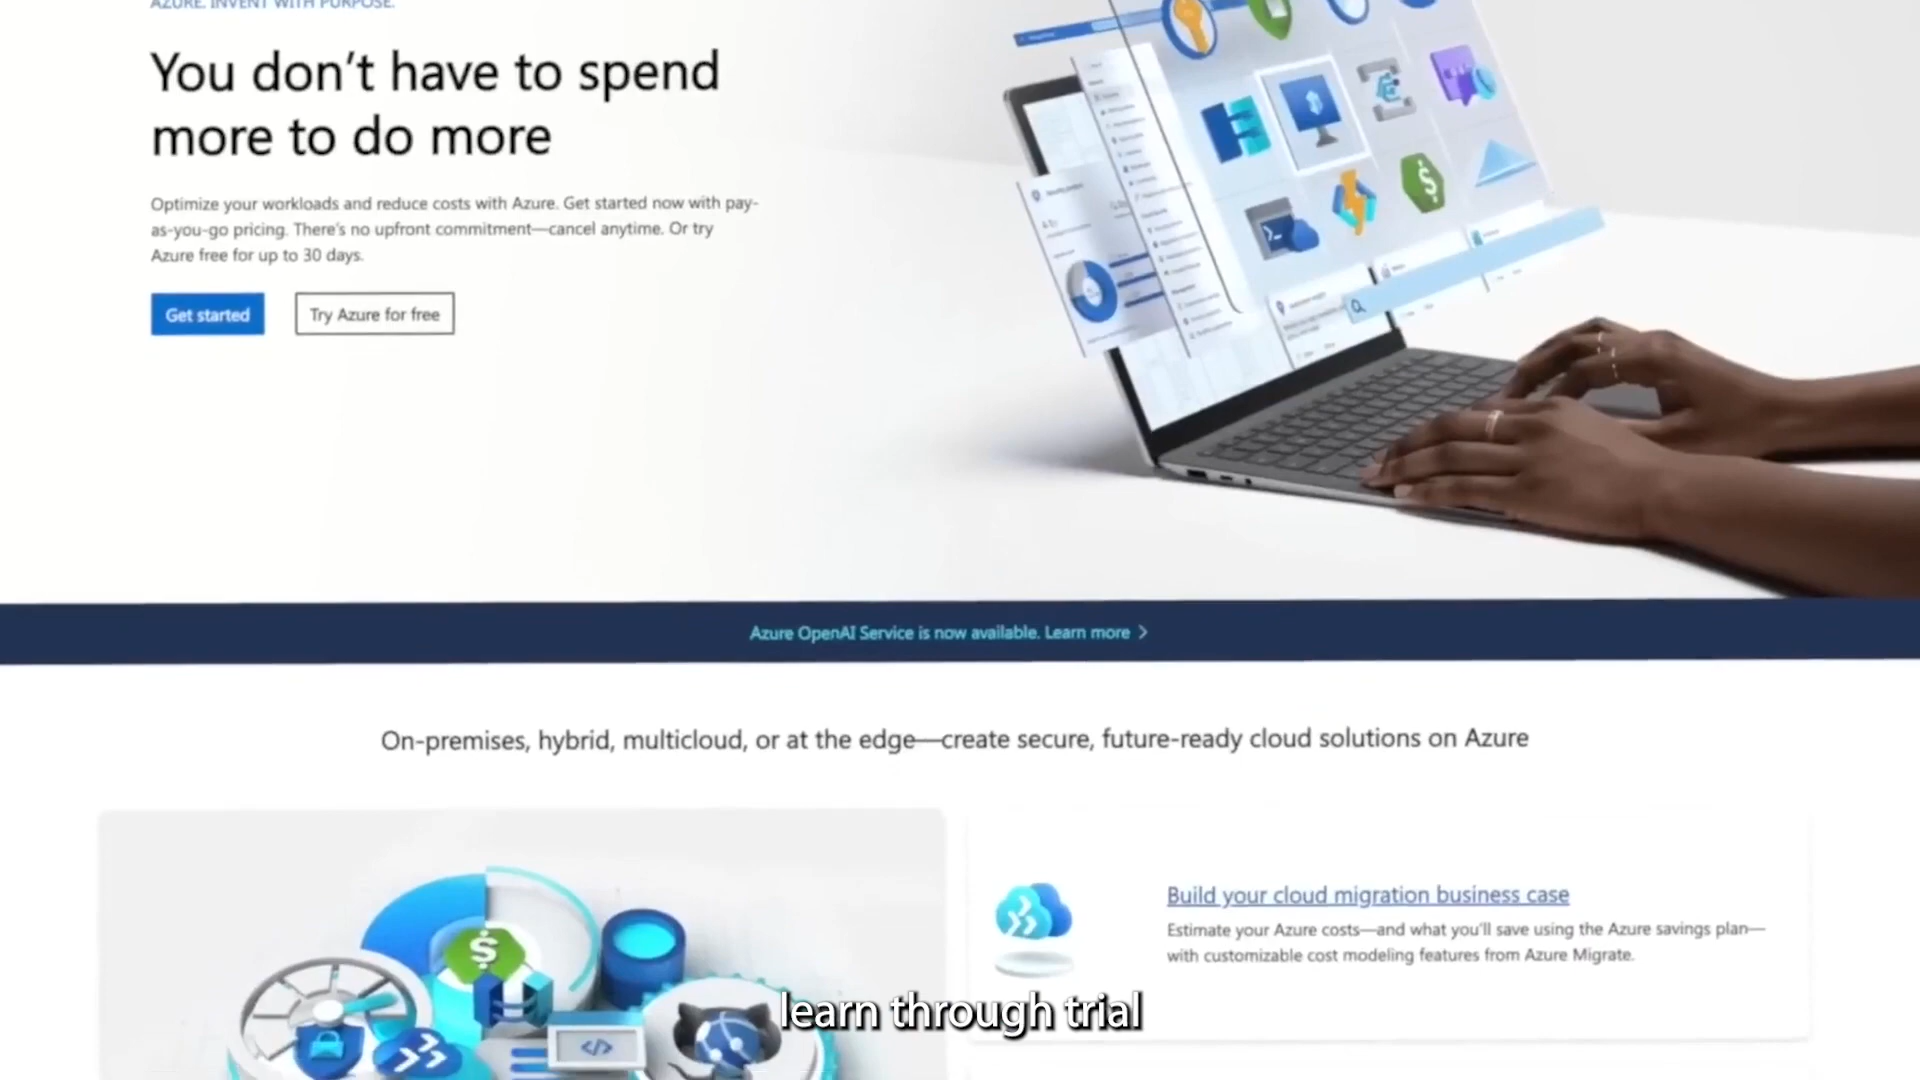 AZURE. INVENT WITH PURPOSE.
You don't have to spend
more to do more
Optimize your workloads and reduce costs with Azure. Get started now with pay-
as-you-go pricing. There's no upfront commitment—cancel anytime. Or try
Azure free for up to 30 days.
Get started
Try Azure for free
Azure OpenAI Service is now available. Learn more >
On-premises, hybrid, multicloud, or at the edge—create secure, future-ready cloud solutions on Azure
Build your cloud migration business case
Estimate your Azure costs—and what you'll save using the Azure savings plan—
with customizable cost modeling features from Azure Migrate.
learn through trial